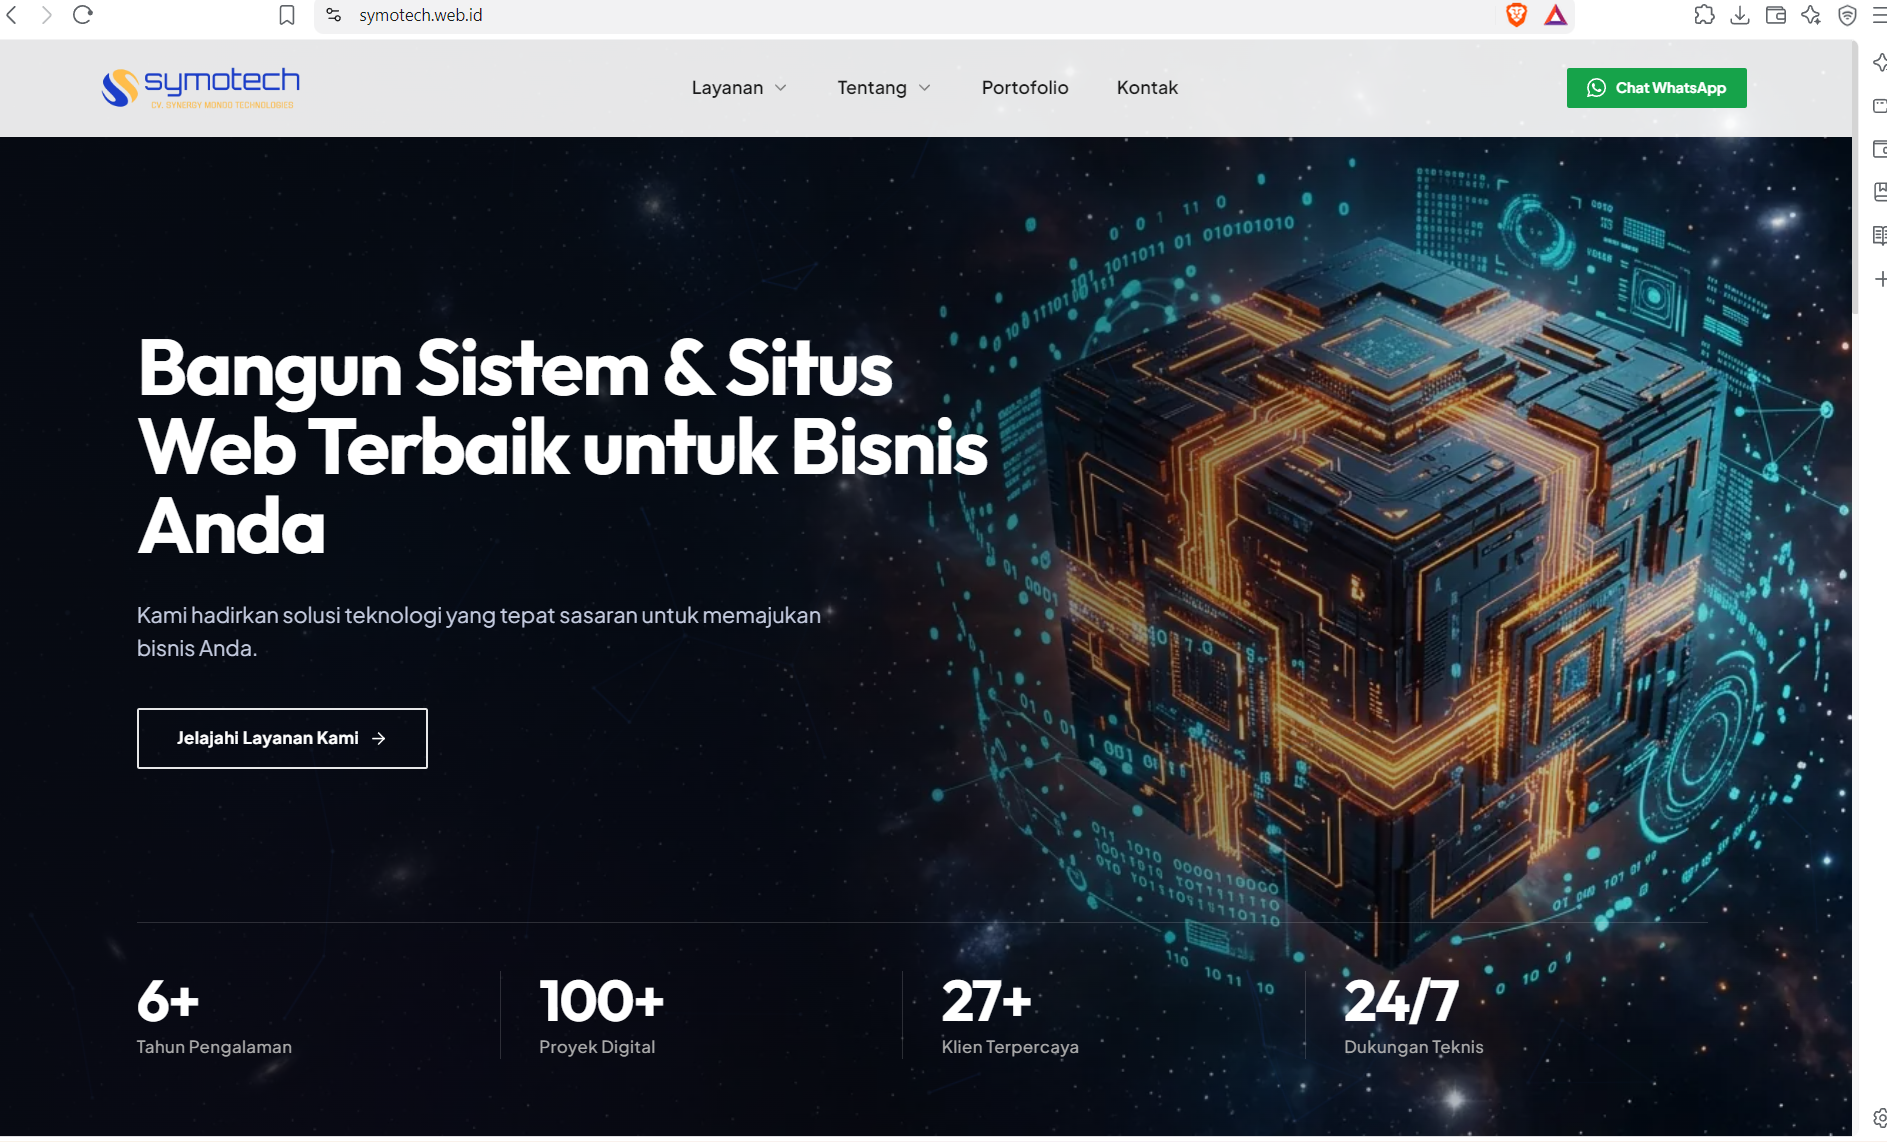 symotech.web.id
symotech
CV. SYNERGY MONDO TECHNOLOGIES
Layanan
Tentang
Portofolio
Kontak
Chat WhatsApp
Bangun Sistem & Situs
Web Terbaik untuk Bisnis
Anda
Kami hadirkan solusi teknologi yang tepat sasaran untuk memajukan
bisnis Anda.
Jelajahi Layanan Kami
6+
Tahun Pengalaman
100+
Proyek Digital
27+
Klien Terpercaya
24/7
Dukungan Teknis